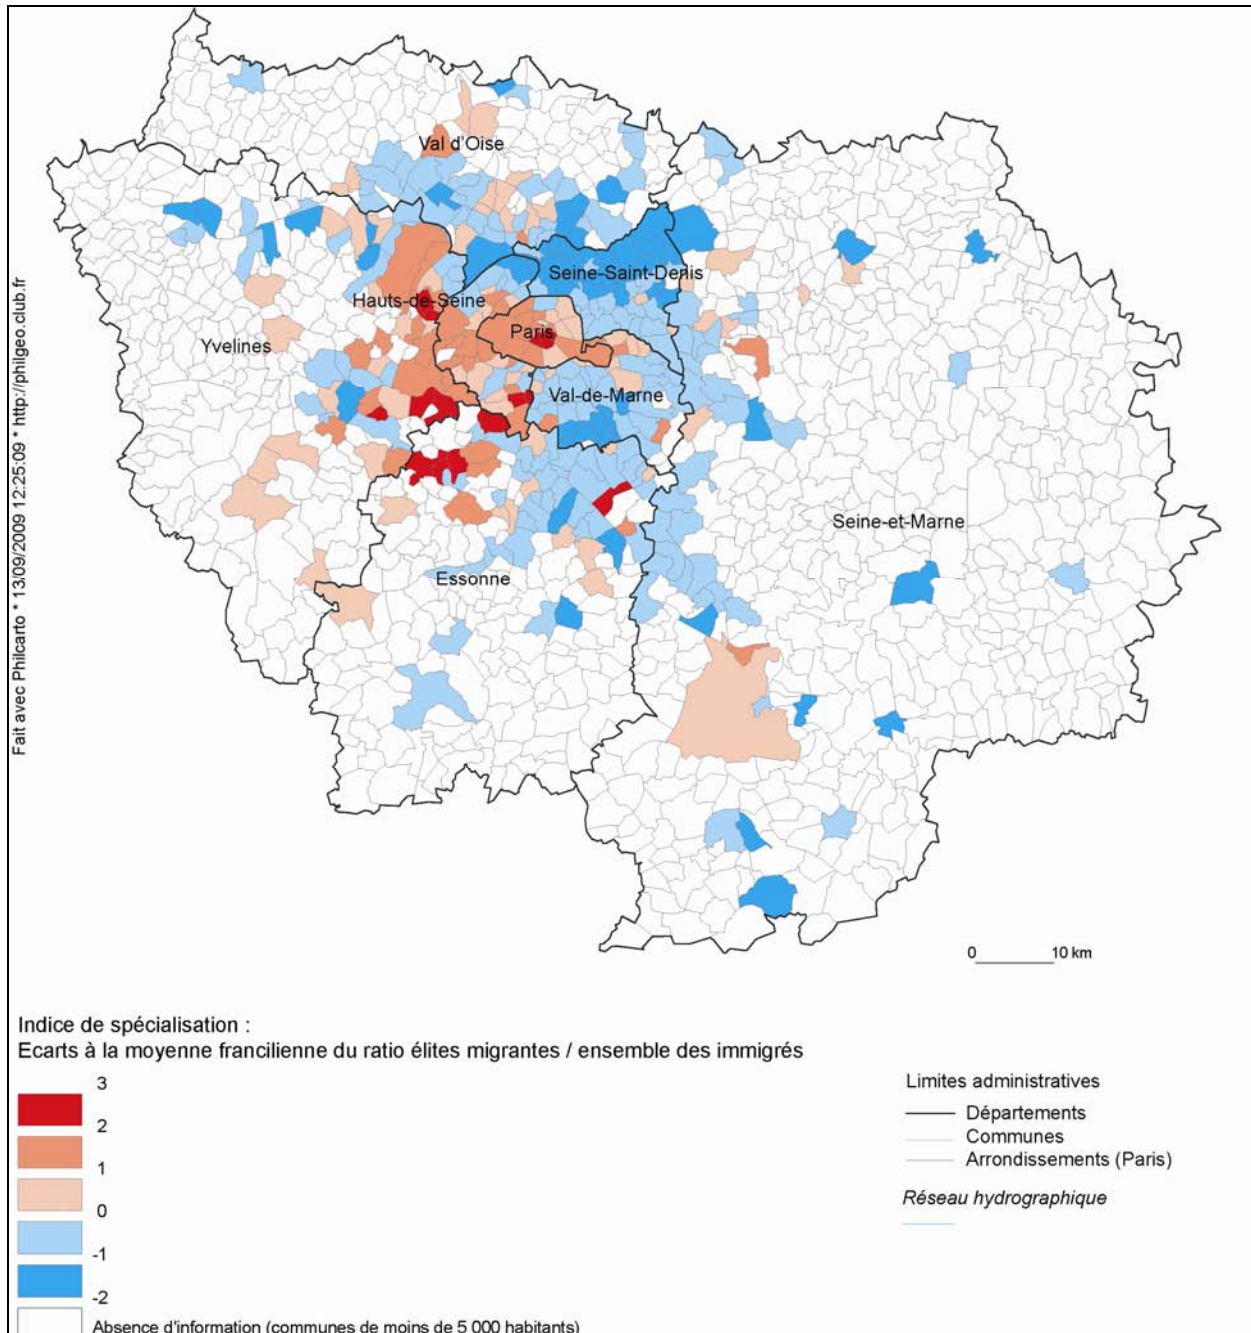 Fait avec Philcarto * 13/09/2009 12:25:09 * http://philgeo.club.fr
Val d'Oise
Seine-Saint-Denis
Hauts-de-Seine
Paris
Yvelines
Val-de-Marne
Seine-et-Marne
Essonne
0 10 km
Indice de spécialisation :
Ecarts à la moyenne francilienne du ratio élites migrantes / ensemble des immigrés
3
2
1
0
-1
-2
Absence d'information (communes de moins de 5 000 habitants)
Limites administratives
Départements
Communes
Arrondissements (Paris)
Réseau hydrographique